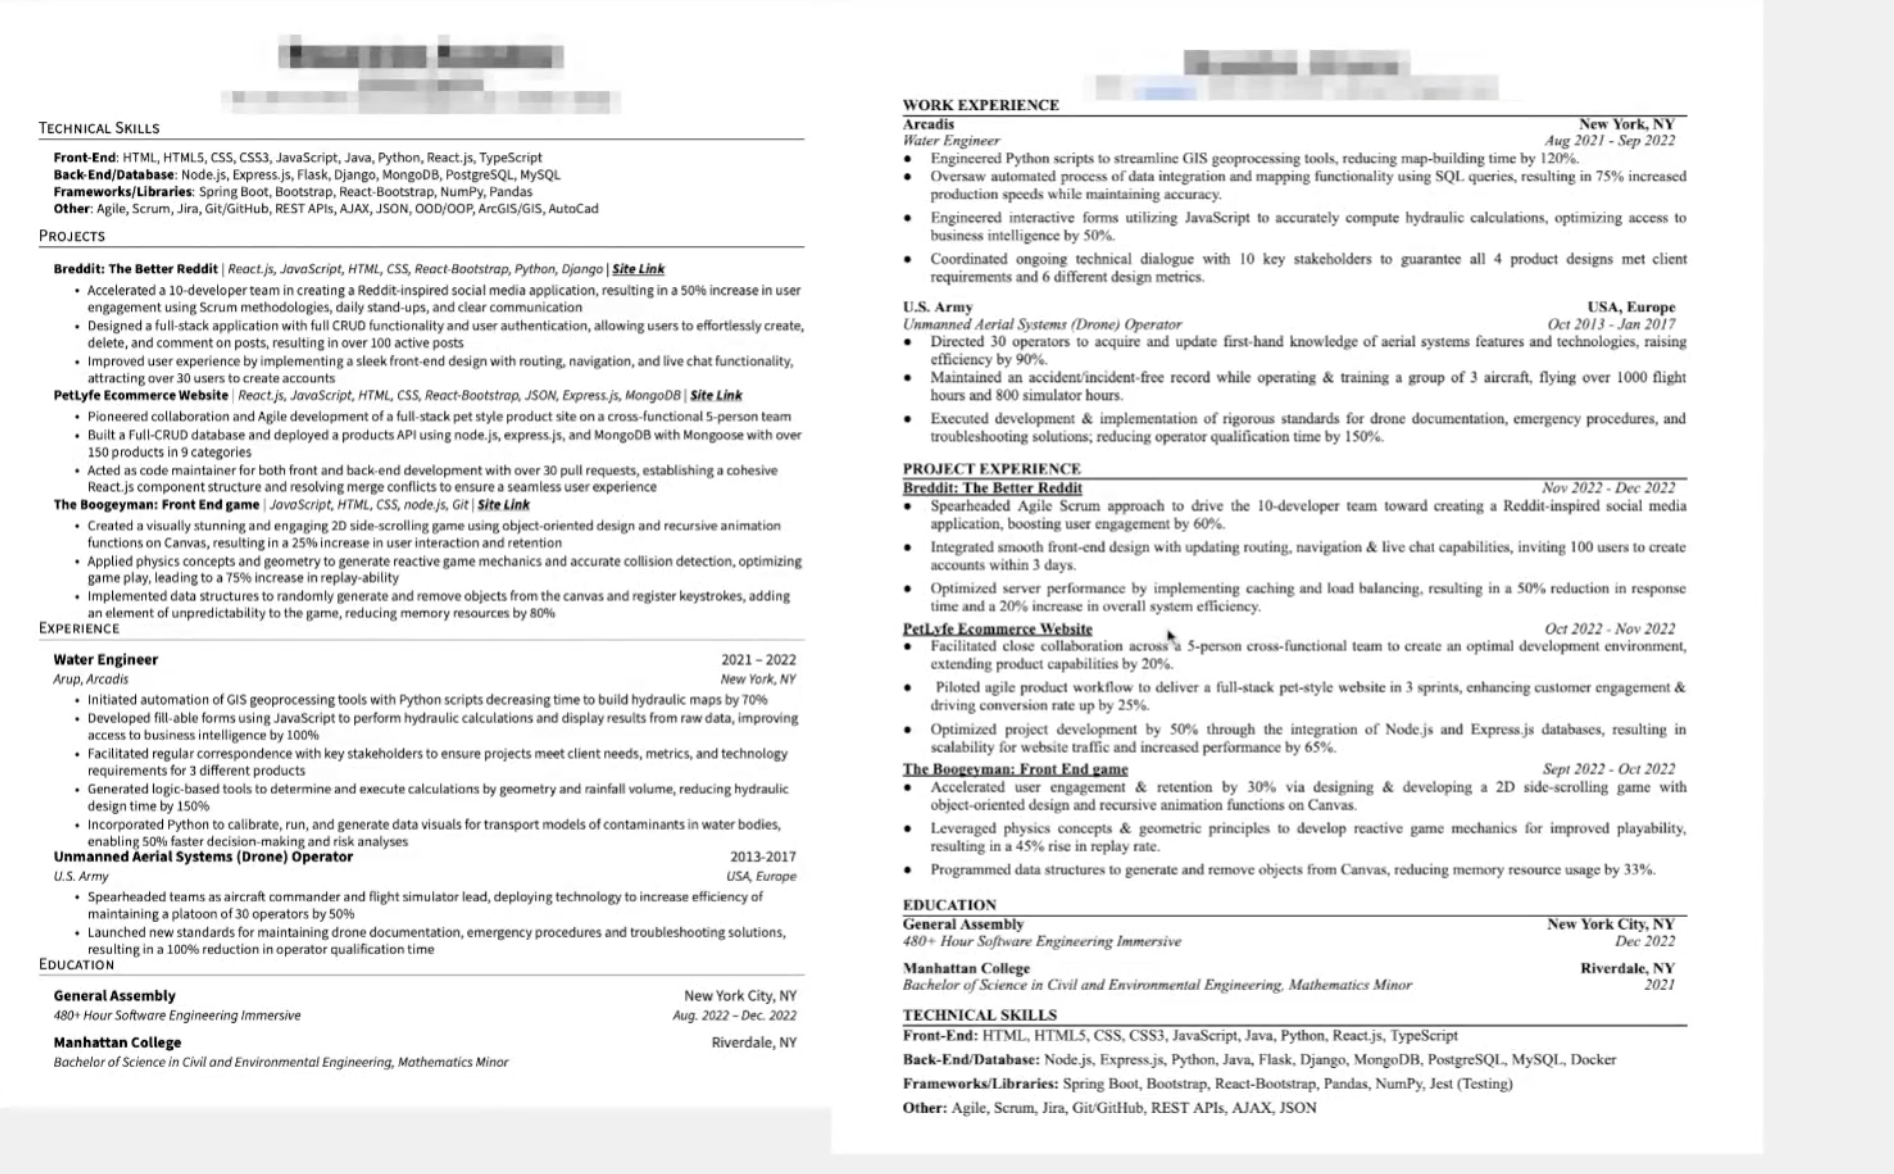 TECHNICAL SKILLS
Front-End: HTML, HTML5, CSS, CSS3, JavaScript, Java, Python, React.js, TypeScript
Back-End/Database: Node.js, Express.js, Flask, Django, MongoDB, PostgreSQL, MySQL
Frameworks/Libraries: Spring Boot, Bootstrap, React-Bootstrap, NumPy, Pandas
Other: Agile, Scrum, Jira, Git/GitHub, REST APIs, AJAX, JSON, OOD/OOP, ArcGIS/GIS, AutoCad
PROJECTS
Breddit: The Better Reddit | React.js, JavaScript, HTML, CSS, React-Bootstrap, Python, Django | Site Link
• Accelerated a 10-developer team in creating a Reddit-inspired social media application, resulting in a 50% increase in user
engagement using Scrum methodologies, daily stand-ups, and clear communication
• Designed a full-stack application with full CRUD functionality and user authentication, allowing users to effortlessly create,
delete, and comment on posts, resulting in over 100 active posts
• Improved user experience by implementing a sleek front-end design with routing, navigation, and live chat functionality,
attracting over 30 users to create accounts
PetLyfe Ecommerce Website | React.js, JavaScript, HTML, CSS, React-Bootstrap, JSON, Express.js, MongoDB | Site Link
• Pioneered collaboration and Agile development of a full-stack pet style product site on a cross-functional 5-person team
• Built a Full-CRUD database and deployed a products API using node.js, express.js, and MongoDB with Mongoose with over
150 products in 9 categories
• Acted as code maintainer for both front and back-end development with over 30 pull requests, establishing a cohesive
React.js component structure and resolving merge conflicts to ensure a seamless user experience
The Boogeyman: Front End game | JavaScript, HTML, CSS, node.js, Git | Site Link
• Created a visually stunning and engaging 2D side-scrolling game using object-oriented design and recursive animation
functions on Canvas, resulting in a 25% increase in user interaction and retention
• Applied physics concepts and geometry to generate reactive game mechanics and accurate collision detection, optimizing
game play, leading to a 75% increase in replay-ability
• Implemented data structures to randomly generate and remove objects from the canvas and register keystrokes, adding
an element of unpredictability to the game, reducing memory resources by 80%
EXPERIENCE
Water Engineer 2021 – 2022
Arup, Arcadis New York, NY
• Initiated automation of GIS geoprocessing tools with Python scripts decreasing time to build hydraulic maps by 70%
• Developed fill-able forms using JavaScript to perform hydraulic calculations and display results from raw data, improving
access to business intelligence by 100%
• Facilitated regular correspondence with key stakeholders to ensure projects meet client needs, metrics, and technology
requirements for 3 different products
• Generated logic-based tools to determine and execute calculations by geometry and rainfall volume, reducing hydraulic
design time by 150%
• Incorporated Python to calibrate, run, and generate data visuals for transport models of contaminants in water bodies,
enabling 50% faster decision-making and risk analyses
Unmanned Aerial Systems (Drone) Operator 2013-2017
U.S. Army USA, Europe
• Spearheaded teams as aircraft commander and flight simulator lead, deploying technology to increase efficiency of
maintaining a platoon of 30 operators by 50%
• Launched new standards for maintaining drone documentation, emergency procedures and troubleshooting solutions,
resulting in a 100% reduction in operator qualification time
EDUCATION
General Assembly New York City, NY
480+ Hour Software Engineering Immersive Aug. 2022 – Dec. 2022
Manhattan College Riverdale, NY
Bachelor of Science in Civil and Environmental Engineering, Mathematics Minor
WORK EXPERIENCE
Arcadis New York, NY
Water Engineer Aug 2021 - Sep 2022
● Engineered Python scripts to streamline GIS geoprocessing tools, reducing map-building time by 120%.
● Oversaw automated process of data integration and mapping functionality using SQL queries, resulting in 75% increased
production speeds while maintaining accuracy.
● Engineered interactive forms utilizing JavaScript to accurately compute hydraulic calculations, optimizing access to
business intelligence by 50%.
● Coordinated ongoing technical dialogue with 10 key stakeholders to guarantee all 4 product designs met client
requirements and 6 different design metrics.
U.S. Army USA, Europe
Unmanned Aerial Systems (Drone) Operator Oct 2013 - Jan 2017
● Directed 30 operators to acquire and update first-hand knowledge of aerial systems features and technologies, raising
efficiency by 90%.
● Maintained an accident/incident-free record while operating & training a group of 3 aircraft, flying over 1000 flight
hours and 800 simulator hours.
● Executed development & implementation of rigorous standards for drone documentation, emergency procedures, and
troubleshooting solutions; reducing operator qualification time by 150%.
PROJECT EXPERIENCE
Breddit: The Better Reddit Nov 2022 - Dec 2022
● Spearheaded Agile Scrum approach to drive the 10-developer team toward creating a Reddit-inspired social media
application, boosting user engagement by 60%.
● Integrated smooth front-end design with updating routing, navigation & live chat capabilities, inviting 100 users to create
accounts within 3 days.
● Optimized server performance by implementing caching and load balancing, resulting in a 50% reduction in response
time and a 20% increase in overall system efficiency.
PetLyfe Ecommerce Website Oct 2022 - Nov 2022
● Facilitated close collaboration across a 5-person cross-functional team to create an optimal development environment,
extending product capabilities by 20%.
● Piloted agile product workflow to deliver a full-stack pet-style website in 3 sprints, enhancing customer engagement &
driving conversion rate up by 25%.
● Optimized project development by 50% through the integration of Node.js and Express.js databases, resulting in
scalability for website traffic and increased performance by 65%.
The Boogeyman: Front End game Sept 2022 - Oct 2022
● Accelerated user engagement & retention by 30% via designing & developing a 2D side-scrolling game with
object-oriented design and recursive animation functions on Canvas.
● Leveraged physics concepts & geometric principles to develop reactive game mechanics for improved playability,
resulting in a 45% rise in replay rate.
● Programmed data structures to generate and remove objects from Canvas, reducing memory resource usage by 33%.
EDUCATION
General Assembly New York City, NY
480+ Hour Software Engineering Immersive Dec 2022
Manhattan College Riverdale, NY
Bachelor of Science in Civil and Environmental Engineering, Mathematics Minor 2021
TECHNICAL SKILLS
Front-End: HTML, HTML5, CSS, CSS3, JavaScript, Java, Python, React.js, TypeScript
Back-End/Database: Node.js, Express.js, Python, Java, Flask, Django, MongoDB, PostgreSQL, MySQL, Docker
Frameworks/Libraries: Spring Boot, Bootstrap, React-Bootstrap, Pandas, NumPy, Jest (Testing)
Other: Agile, Scrum, Jira, Git/GitHub, REST APIs, AJAX, JSON